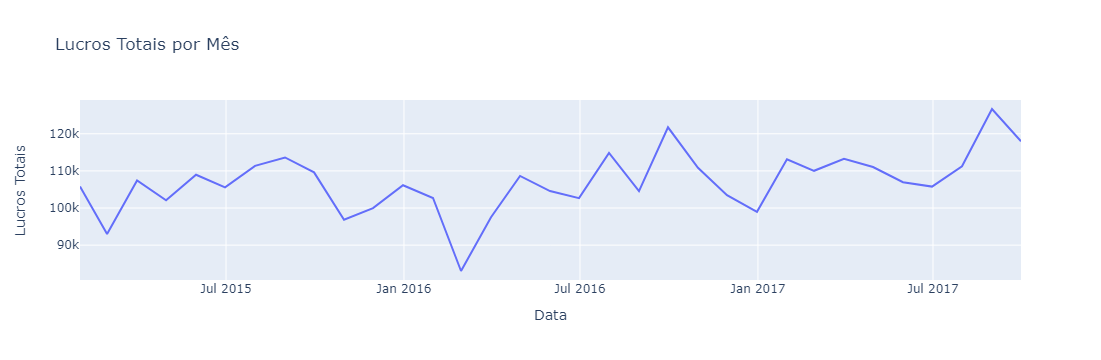 Lucros Totais por Mês
Lucros Totais
120k
110k
100k
90k
Jul 2015
Jan 2016
Jul 2016
Jan 2017
Jul 2017
Data